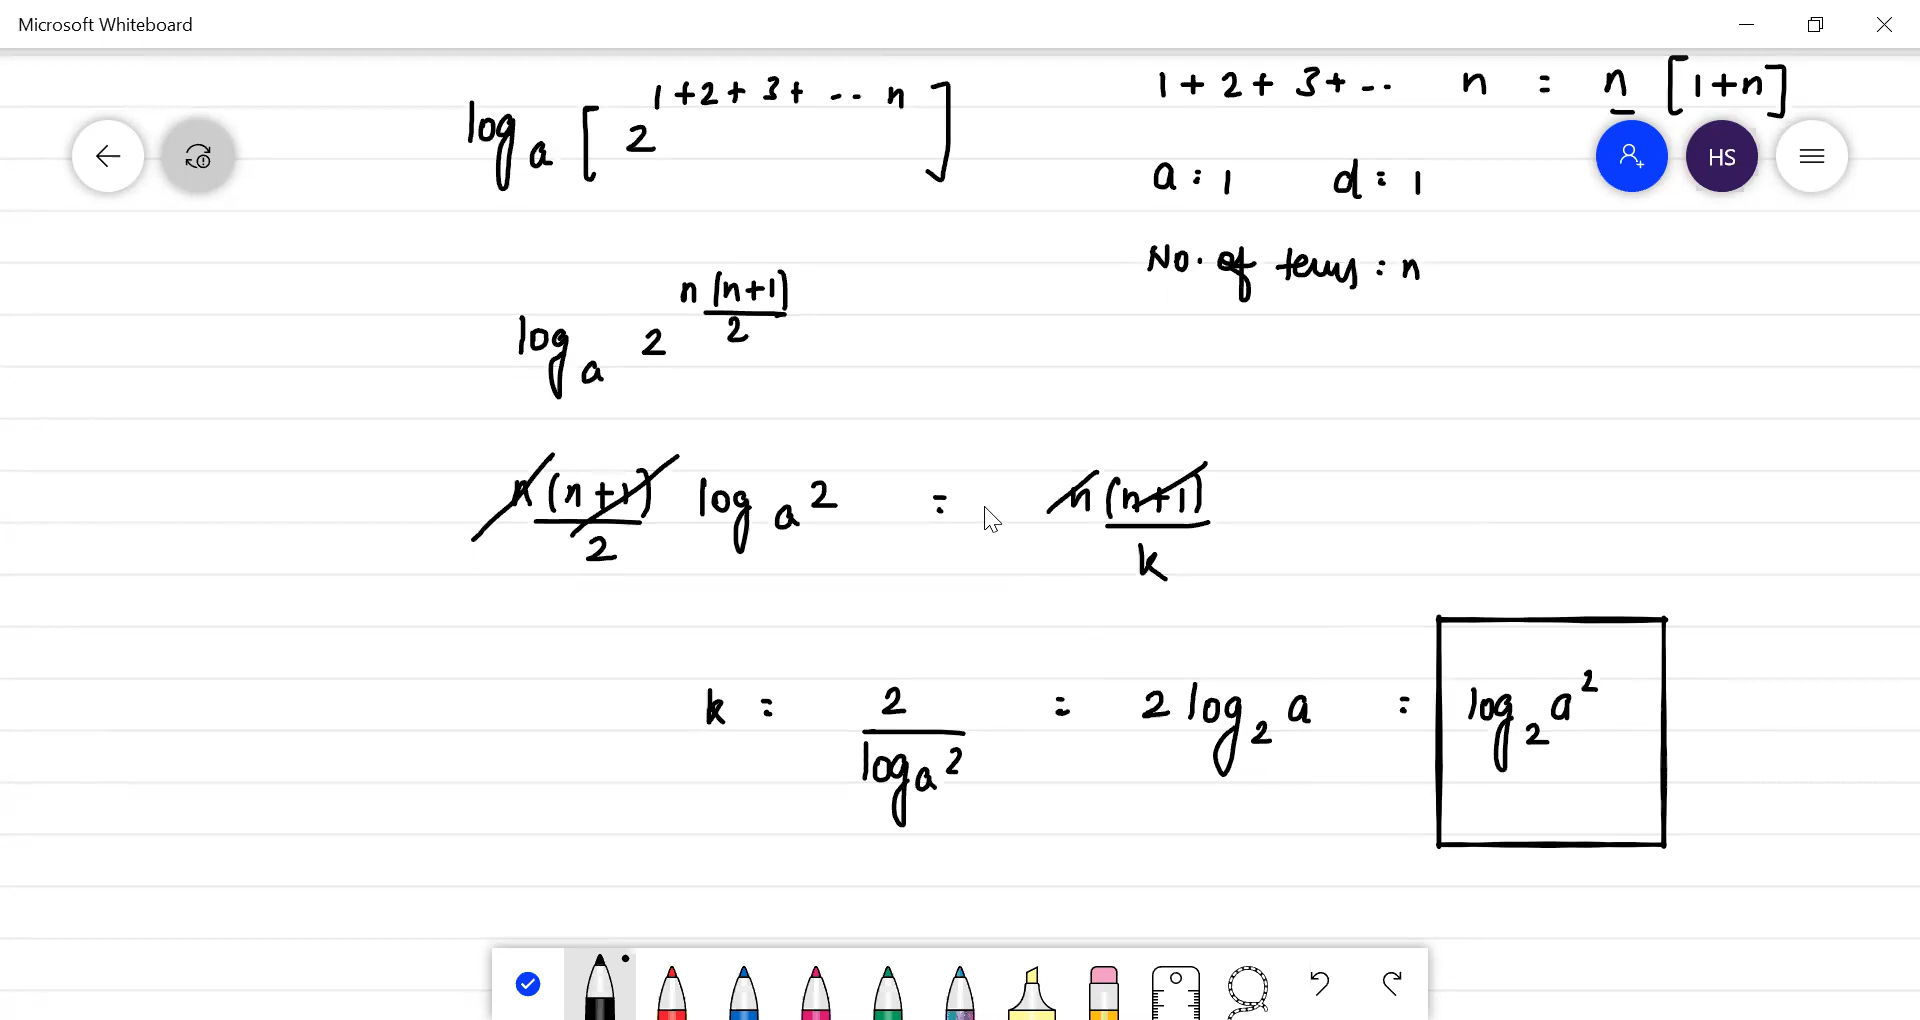 Microsoft Whiteboard
log_a [2^{1+2+3+ -- n}]
1+2+3+ -- n = n [1+n]
HS
a = 1 d = 1
No. of terms = n
log_a 2^{n(n+1)/2}
n(n+1)/2 log_a 2 = n(n+1)/k
k = 2/log_a 2 = 2 log_2 a = log_2 a^2